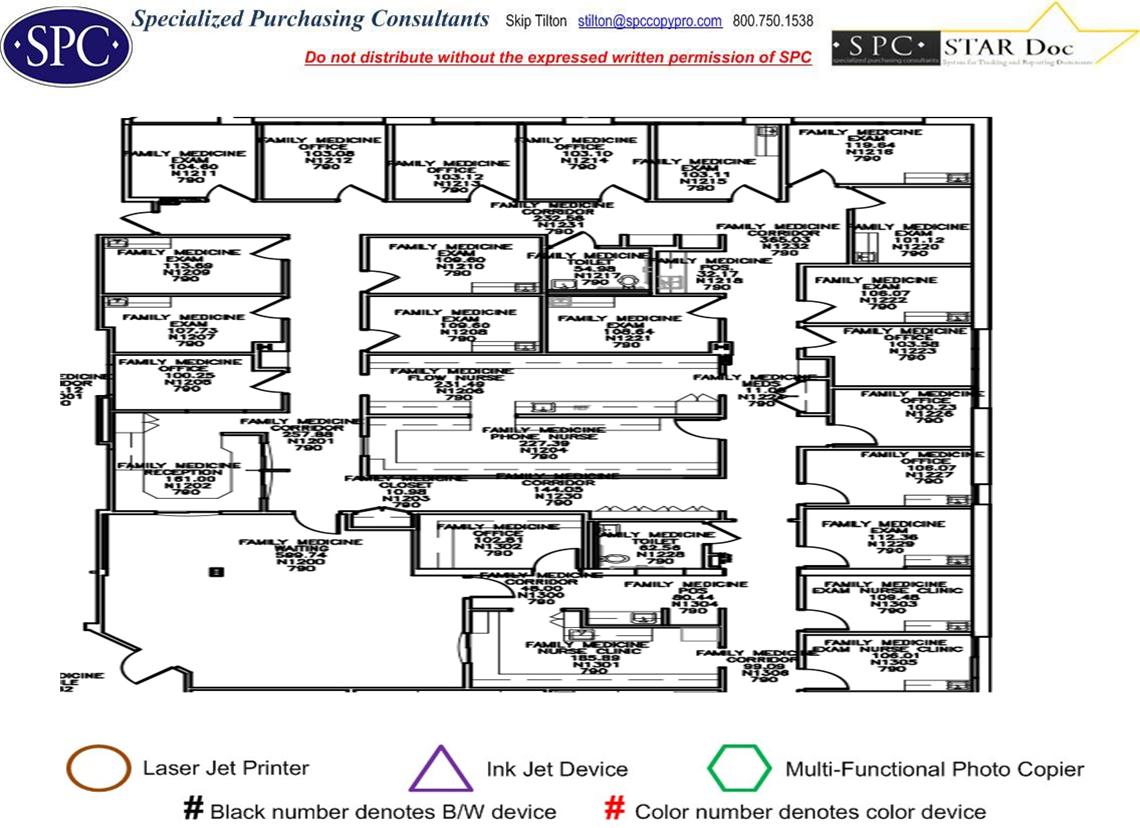 Specialized Purchasing Consultants Skip Tilton stilton@spccopypro.com 800.750.1538
·SPC·
Do not distribute without the expressed written permission of SPC
·SPC· STAR Doc
specialized purchasing consultants System for Tracking and Reporting Documents
FAMILY MEDICINE
EXAM
104.60
N1211
790
FAMILY MEDICINE
OFFICE
103.08
N1212
790
FAMILY MEDICINE
OFFICE
103.12
N1213
790
FAMILY MEDICINE
OFFICE
103.10
N1214
790
FAMILY MEDICINE
EXAM
103.11
N1215
790
FAMILY MEDICINE
EXAM
119.64
N1216
790
FAMILY MEDICINE
CORRIDOR
232.58
N1231
790
FAMILY MEDICINE
CORRIDOR
365.03
N1232
790
FAMILY MEDICINE
EXAM
101.12
N1220
790
FAMILY MEDICINE
EXAM
113.69
N1209
790
FAMILY MEDICINE
EXAM
109.60
N1210
790
FAMILY MEDICINE
TOILET
54.98
N1217
790
FAMILY MEDICINE
POS
32.17
N1218
790
FAMILY MEDICINE
EXAM
106.07
N1222
790
FAMILY MEDICINE
EXAM
107.73
N1207
790
FAMILY MEDICINE
EXAM
109.60
N1208
790
FAMILY MEDICINE
EXAM
108.64
N1221
790
FAMILY MEDICINE
OFFICE
103.58
N1223
790
FAMILY MEDICINE
OFFICE
100.25
790
FAMILY MEDICINE
FLOW NURSE
231.49
790
REF
FAMILY MEDICINE
MEDS
790
FAMILY MEDICINE
OFFICE
790
FAMILY MEDICINE
CORRIDOR
257.88
N1201
790
FAMILY MEDICINE
PHONE NURSE
227.39
N1204
790
FAMILY MEDICINE
OFFICE
106.07
N1227
790
FAMILY MEDICINE
RECEPTION
161.00
N1202
790
FAMILY MEDICINE
CLOSET
10.98
N1203
790
FAMILY MEDICINE
CORRIDOR
144.05
N1230
790
FAMILY MEDICINE
WAITING
599.74
N1200
790
FAMILY MEDICINE
OFFICE
102.81
N1302
790
FAMILY MEDICINE
TOILET
62.56
N1228
790
FAMILY MEDICINE
EXAM
112.36
N1229
790
FAMILY MEDICINE
CORRIDOR
48.00
N1300
790
FAMILY MEDICINE
POS
80.44
N1304
790
FAMILY MEDICINE
EXAM NURSE CLINIC
109.48
N1303
790
FAMILY MEDICINE
NURSE CLINIC
185.89
N1301
790
FAMILY MEDICINE
CORRIDOR
99.09
N1306
790
FAMILY MEDICINE
EXAM NURSE CLINIC
106.01
N1305
790
Laser Jet Printer
Ink Jet Device
Multi-Functional Photo Copier
# Black number denotes B/W device
# Color number denotes color device